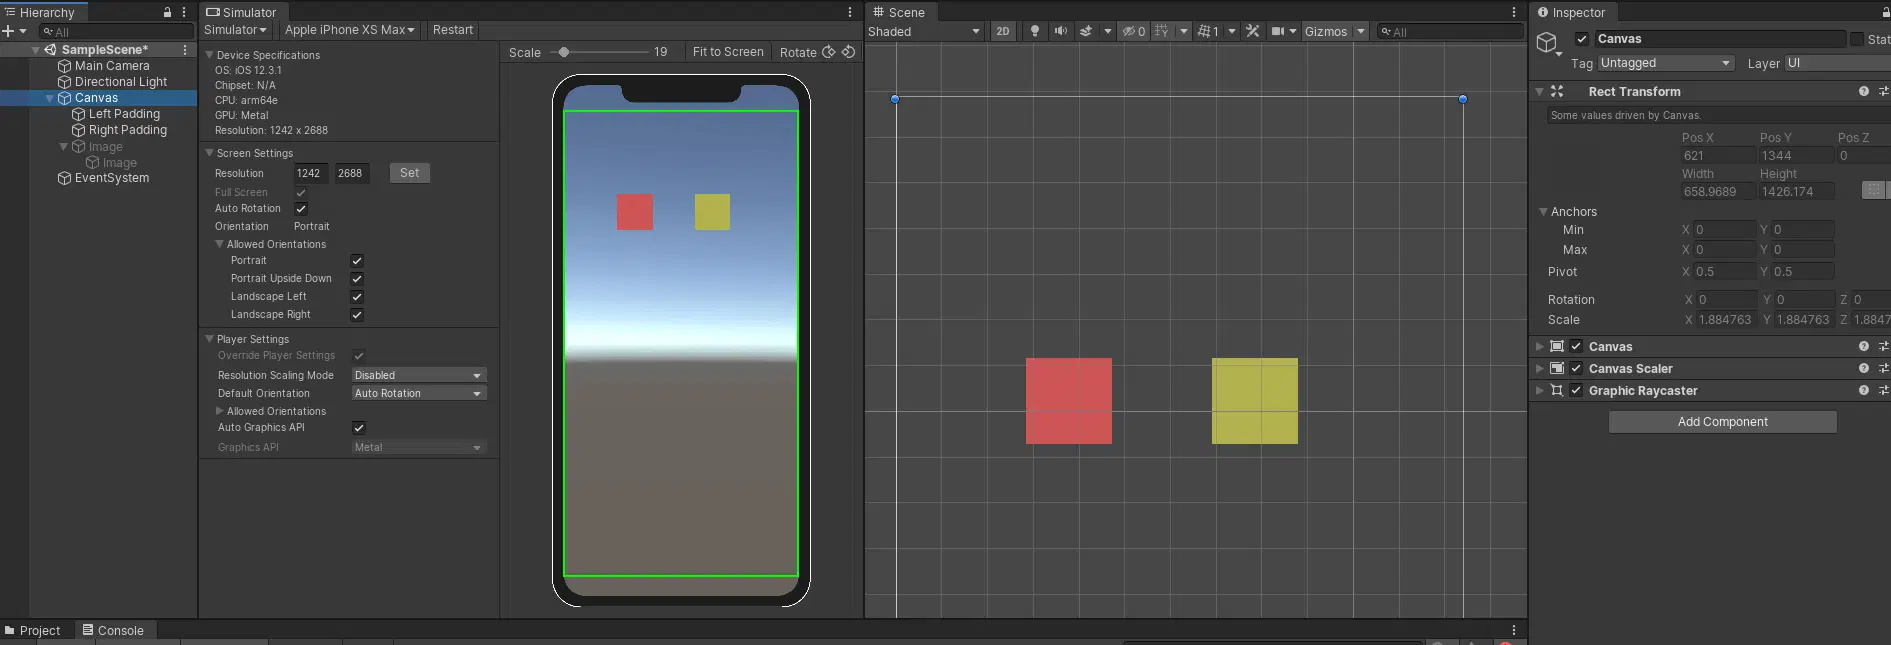 Hierarchy
All
SampleScene*
Main Camera
Directional Light
Canvas
Left Padding
Right Padding
Image
Image
EventSystem
Simulator
Simulator Apple iPhone XS Max Restart
Scale 19 Fit to Screen Rotate
Device Specifications
OS: iOS 12.3.1
Chipset: N/A
CPU: arm64e
GPU: Metal
Resolution: 1242 x 2688
Screen Settings
Resolution 1242 2688 Set
Full Screen
Auto Rotation
Orientation Portrait
Allowed Orientations
Portrait
Portrait Upside Down
Landscape Left
Landscape Right
Player Settings
Override Player Settings
Resolution Scaling Mode Disabled
Default Orientation Auto Rotation
Allowed Orientations
Auto Graphics API
Graphics API Metal
Scene
Shaded 2D 0 1 Gizmos All
Inspector
Canvas Stat
Tag Untagged Layer UI
Rect Transform
Some values driven by Canvas.
Pos X Pos Y Pos Z
621 1344 0
Width Height
658.9689 1426.174
Anchors
Min X 0 Y 0
Max X 0 Y 0
Pivot X 0.5 Y 0.5
Rotation X 0 Y 0 Z 0
Scale X 1.884763 Y 1.884763 Z 1.8847
Canvas
Canvas Scaler
Graphic Raycaster
Add Component
Project Console